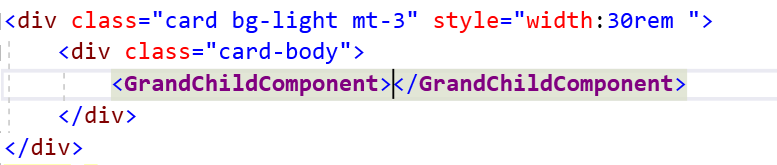 <div class="card bg-light mt-3" style="width:30rem ">
<div class="card-body">
<GrandChildComponent></GrandChildComponent>
</div>
</div>